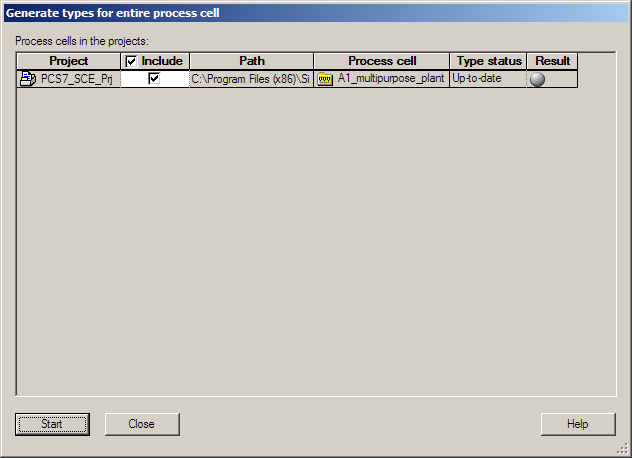 Generate types for entire process cell
Process cells in the projects:
Project Include Path Process cell Type status Result
PCS7_SCE_Prj C:\Program Files (x86)\Si A1_multipurpose_plant Up-to-date
Start Close Help